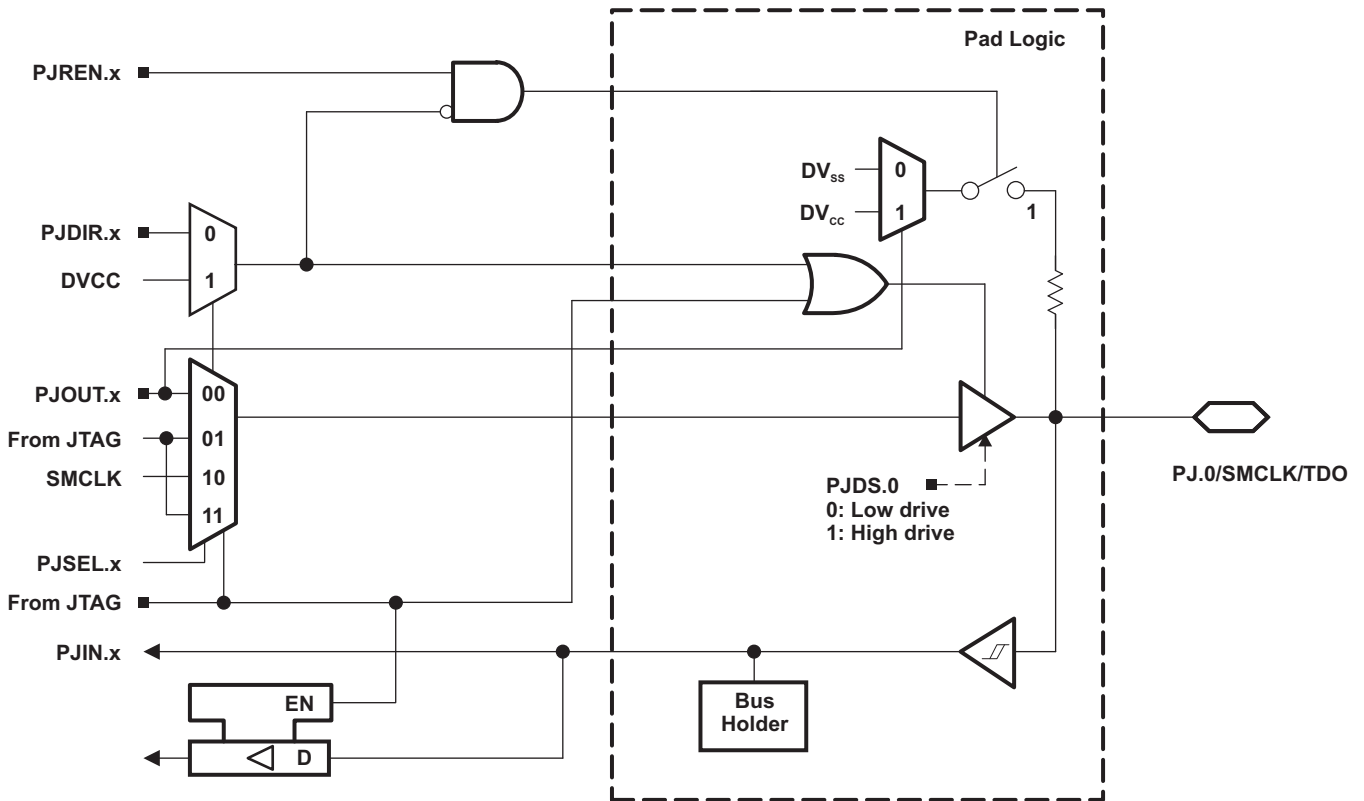 Pad Logic
PJREN.x
DVSS
0
DVCC
1
1
PJDIR.x
0
DVCC
1
PJOUT.x
00
From JTAG
01
SMCLK
10
11
PJ.0/SMCLK/TDO
PJDS.0
0: Low drive
1: High drive
PJSEL.x
From JTAG
PJIN.x
EN
D
Bus
Holder